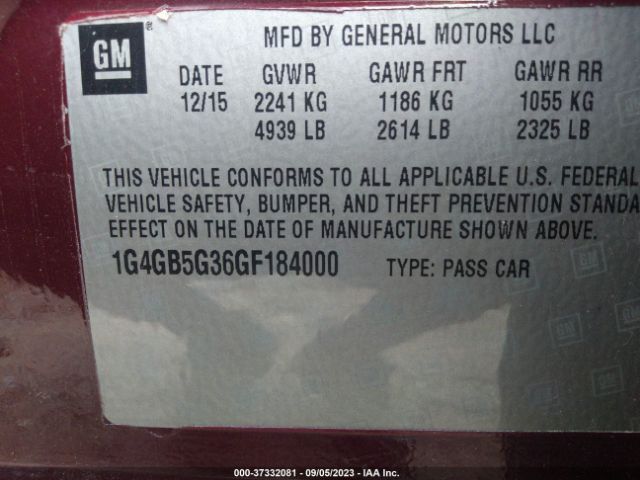 GM
MFD BY GENERAL MOTORS LLC
DATE GVWR GAWR FRT GAWR RR
12/15 2241 KG 1186 KG 1055 KG
4939 LB 2614 LB 2325 LB
THIS VEHICLE CONFORMS TO ALL APPLICABLE U.S. FEDERAL
VEHICLE SAFETY, BUMPER, AND THEFT PREVENTION STANDA
EFFECT ON THE DATE OF MANUFACTURE SHOWN ABOVE.
1G4GB5G36GF184000 TYPE: PASS CAR
000-37332081 - 09/05/2023 - IAA Inc.